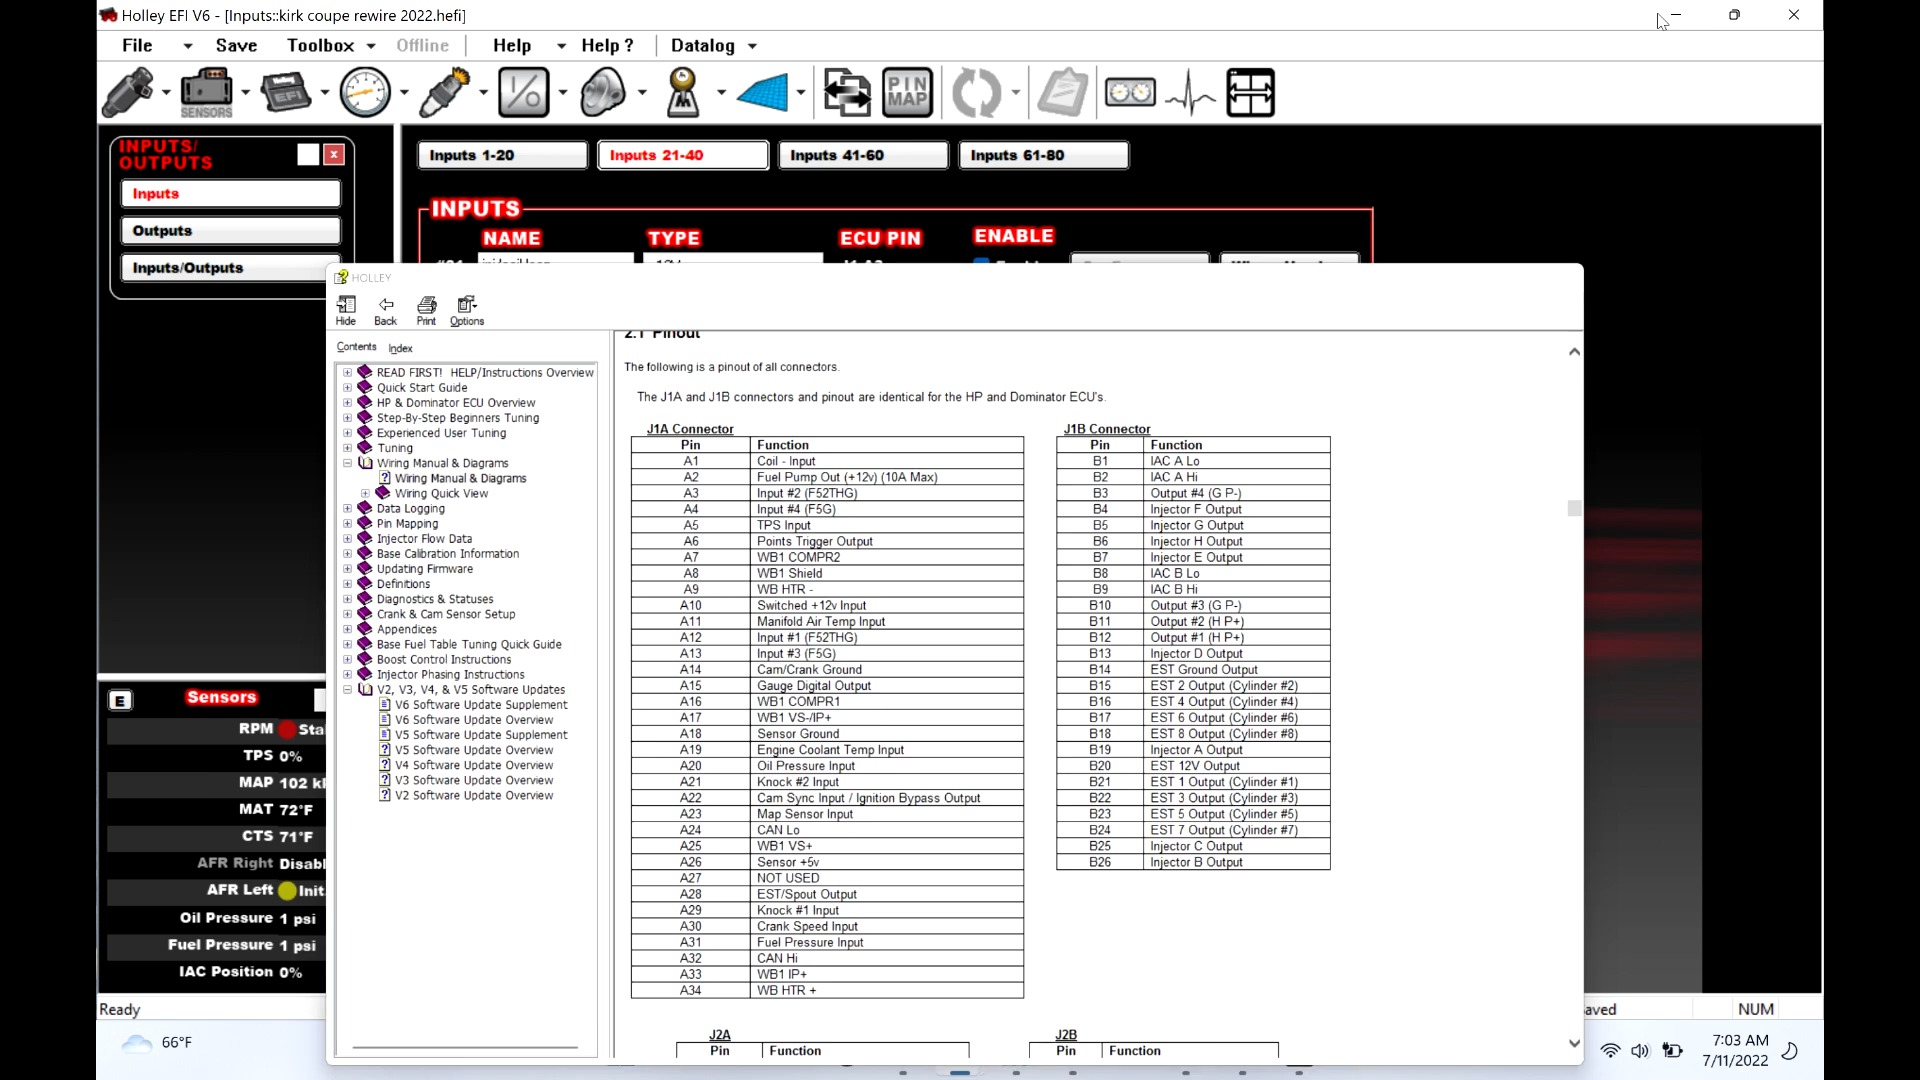 Holley EFI V6 - [Inputs::kirk coupe rewire 2022.hefi]
File Save Toolbox Offline Help Help ? Datalog
SENSORS EFI I/O PIN MAP
INPUTS/
OUTPUTS
Inputs
Outputs
Inputs/Outputs
Inputs 1-20 Inputs 21-40 Inputs 41-60 Inputs 61-80
INPUTS
NAME TYPE ECU PIN ENABLE
HOLLEY
Hide Back Print Options
Contents Index
READ FIRST! HELP/Instructions Overview
Quick Start Guide
HP & Dominator ECU Overview
Step-By-Step Beginners Tuning
Experienced User Tuning
Tuning
Wiring Manual & Diagrams
Wiring Manual & Diagrams
Wiring Quick View
Data Logging
Pin Mapping
Injector Flow Data
Base Calibration Information
Updating Firmware
Definitions
Diagnostics & Statuses
Crank & Cam Sensor Setup
Appendices
Base Fuel Table Tuning Quick Guide
Boost Control Instructions
Injector Phasing Instructions
V2, V3, V4, & V5 Software Updates
V6 Software Update Supplement
V6 Software Update Overview
V5 Software Update Supplement
V5 Software Update Overview
V4 Software Update Overview
V3 Software Update Overview
V2 Software Update Overview
2.1 Pinout
The following is a pinout of all connectors.
The J1A and J1B connectors and pinout are identical for the HP and Dominator ECU's.
J1A Connector
Pin Function
A1 Coil - Input
A2 Fuel Pump Out (+12v) (10A Max)
A3 Input #2 (F52THG)
A4 Input #4 (F5G)
A5 TPS Input
A6 Points Trigger Output
A7 WB1 COMPR2
A8 WB1 Shield
A9 WB HTR -
A10 Switched +12v Input
A11 Manifold Air Temp Input
A12 Input #1 (F52THG)
A13 Input #3 (F5G)
A14 Cam/Crank Ground
A15 Gauge Digital Output
A16 WB1 COMPR1
A17 WB1 VS-/IP+
A18 Sensor Ground
A19 Engine Coolant Temp Input
A20 Oil Pressure Input
A21 Knock #2 Input
A22 Cam Sync Input / Ignition Bypass Output
A23 Map Sensor Input
A24 CAN Lo
A25 WB1 VS+
A26 Sensor +5v
A27 NOT USED
A28 EST/Spout Output
A29 Knock #1 Input
A30 Crank Speed Input
A31 Fuel Pressure Input
A32 CAN Hi
A33 WB1 IP+
A34 WB HTR +
J1B Connector
Pin Function
B1 IAC A Lo
B2 IAC A Hi
B3 Output #4 (G P-)
B4 Injector F Output
B5 Injector G Output
B6 Injector H Output
B7 Injector E Output
B8 IAC B Lo
B9 IAC B Hi
B10 Output #3 (G P-)
B11 Output #2 (H P+)
B12 Output #1 (H P+)
B13 Injector D Output
B14 EST Ground Output
B15 EST 2 Output (Cylinder #2)
B16 EST 4 Output (Cylinder #4)
B17 EST 6 Output (Cylinder #6)
B18 EST 8 Output (Cylinder #8)
B19 Injector A Output
B20 EST 12V Output
B21 EST 1 Output (Cylinder #1)
B22 EST 3 Output (Cylinder #3)
B23 EST 5 Output (Cylinder #5)
B24 EST 7 Output (Cylinder #7)
B25 Injector C Output
B26 Injector B Output
J2A
Pin Function
J2B
Pin Function
E Sensors
RPM Sta
TPS 0%
MAP 102
MAT 72°F
CTS 71°F
AFR Right Disabl
AFR Left Init
Oil Pressure 1 psi
Fuel Pressure 1 psi
IAC Position 0%
Ready
aved NUM
66°F
7:03 AM
7/11/2022